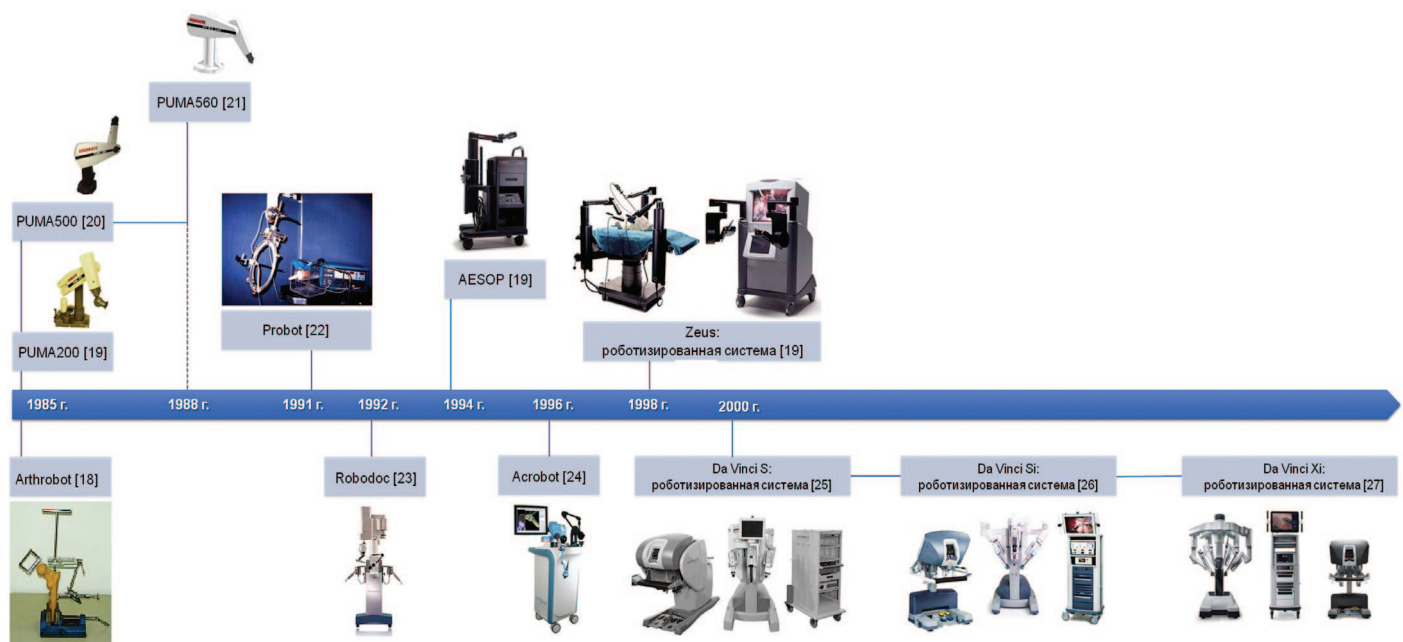 PUMA560 [21]
PUMA500 [20]
PUMA200 [19]
Probot [22]
AESOP [19]
Zeus:
роботизированная система [19]
1985 г.
1988 г.
1991 г.
1992 г.
1994 г.
1996 г.
1998 г.
2000 г.
Arthrobot [18]
Robodoc [23]
Acrobot [24]
Da Vinci S:
роботизированная система [25]
Da Vinci Si:
роботизированная система [26]
Da Vinci Xi:
роботизированная система [27]